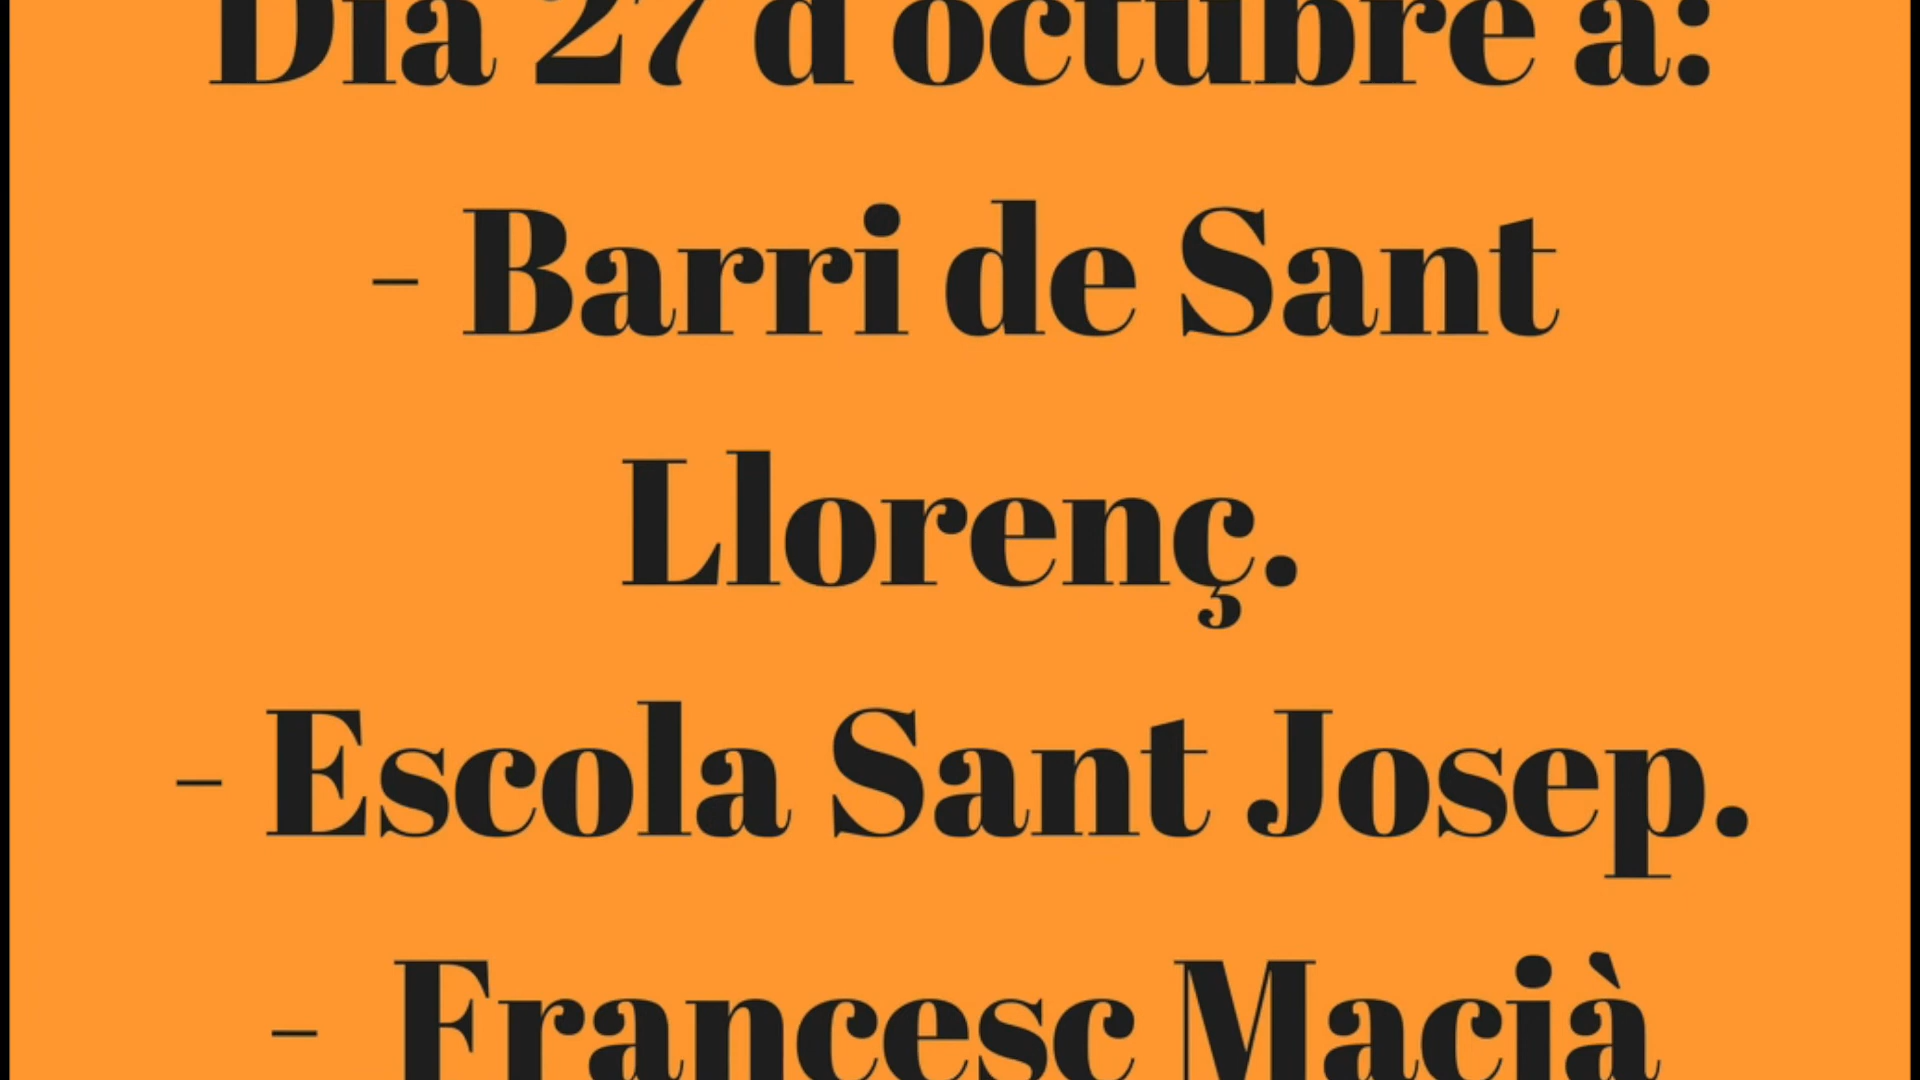 Dia 27 d'octubre a:
- Barri de Sant
Llorenç.
- Escola Sant Josep.
- Francesc Macià